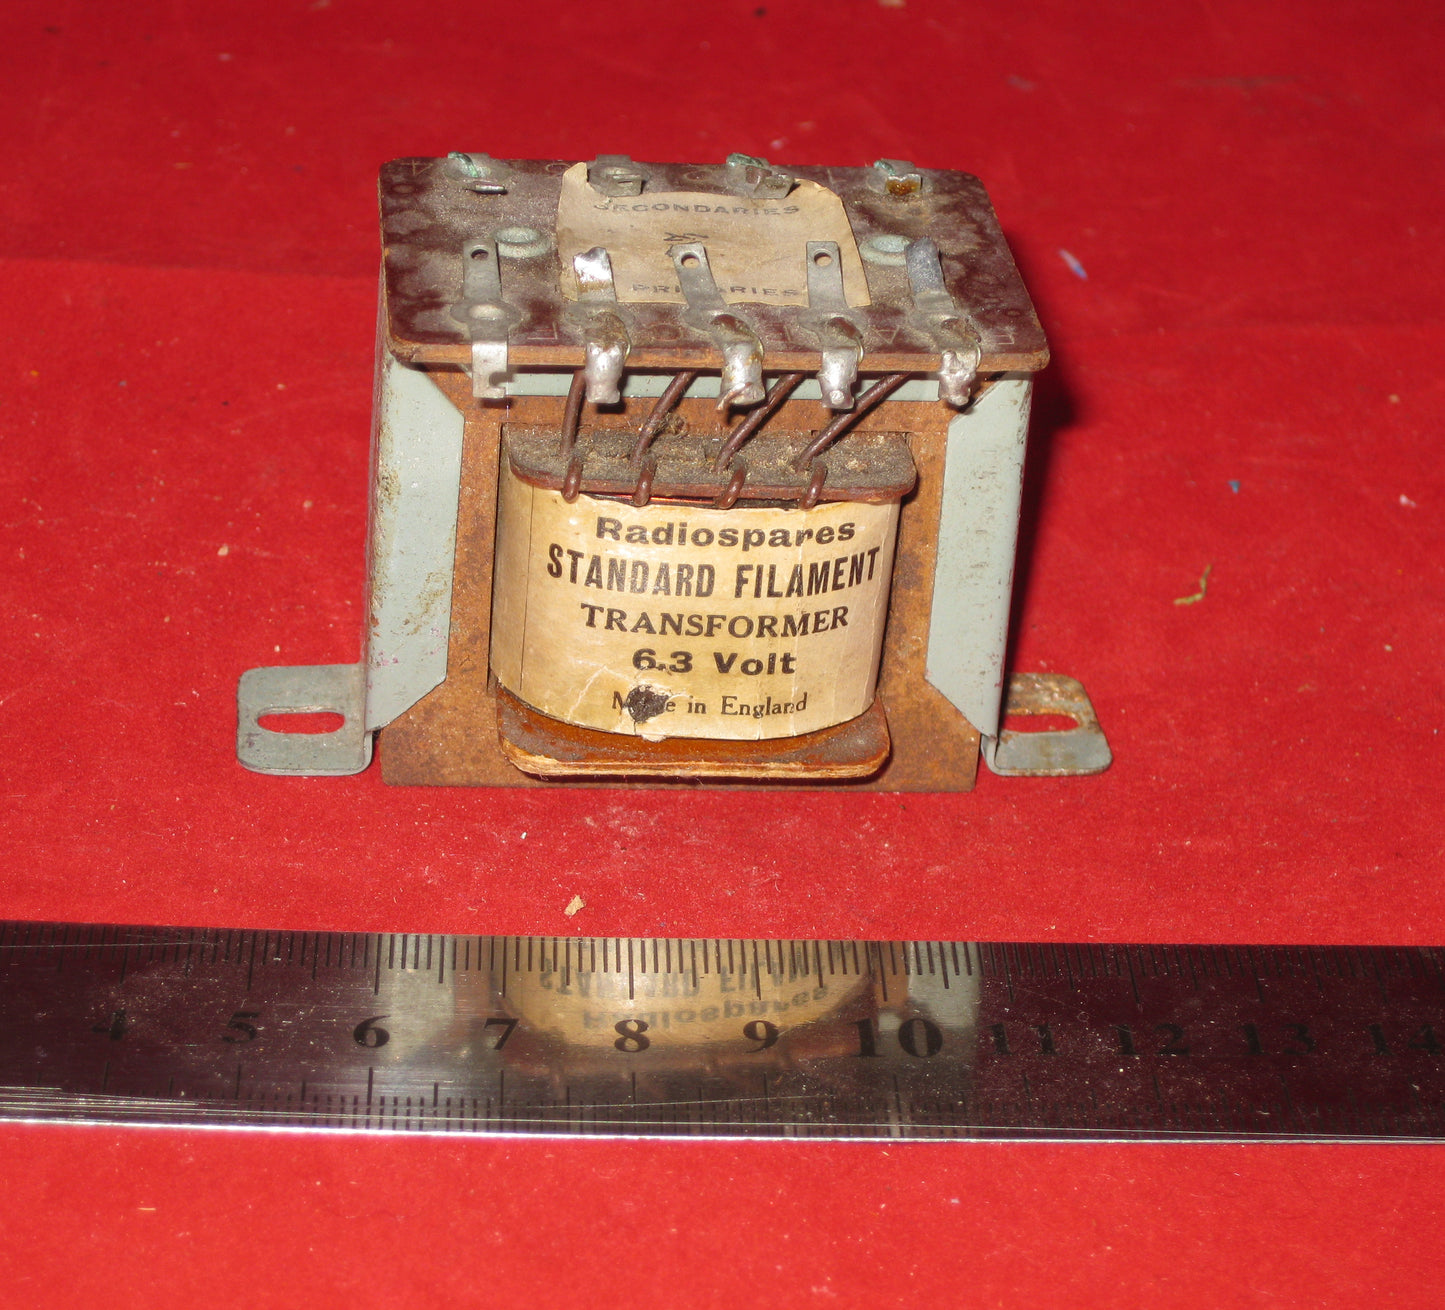 SECONDARIES
PRIMARIES
Radiospares
STANDARD FILAMENT
TRANSFORMER
6.3 Volt
Made in England
4 5 6 7 8 9 10 11 12 13 14